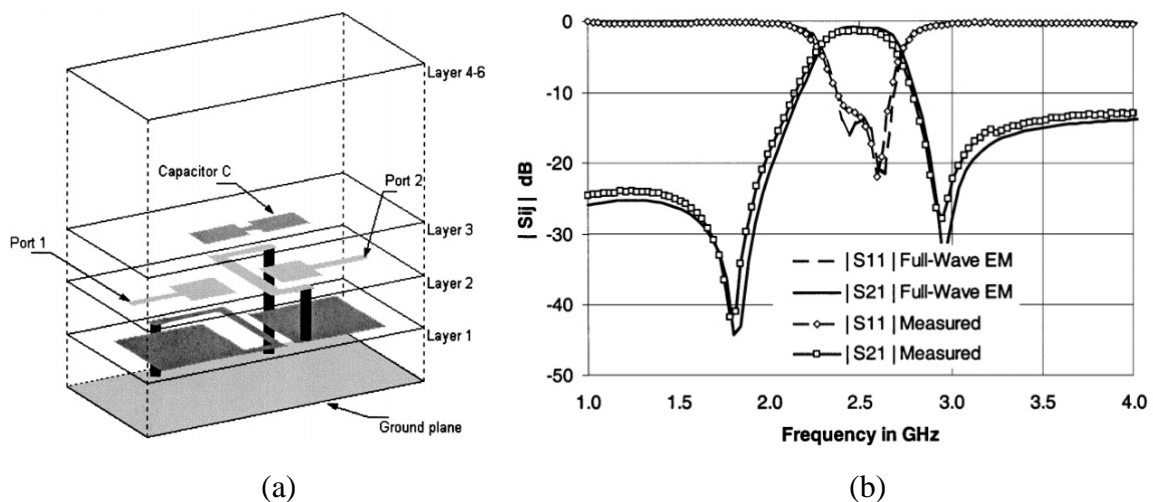 Layer 4-6
Capacitor C
Port 2
Port 1
Layer 3
Layer 2
Layer 1
Ground plane
(a)
0
-10
-20
-30
-40
-50
| Sij | dB
| S11 | Full-Wave EM
| S21 | Full-Wave EM
| S11 | Measured
| S21 | Measured
1.0 1.5 2.0 2.5 3.0 3.5 4.0
Frequency in GHz
(b)